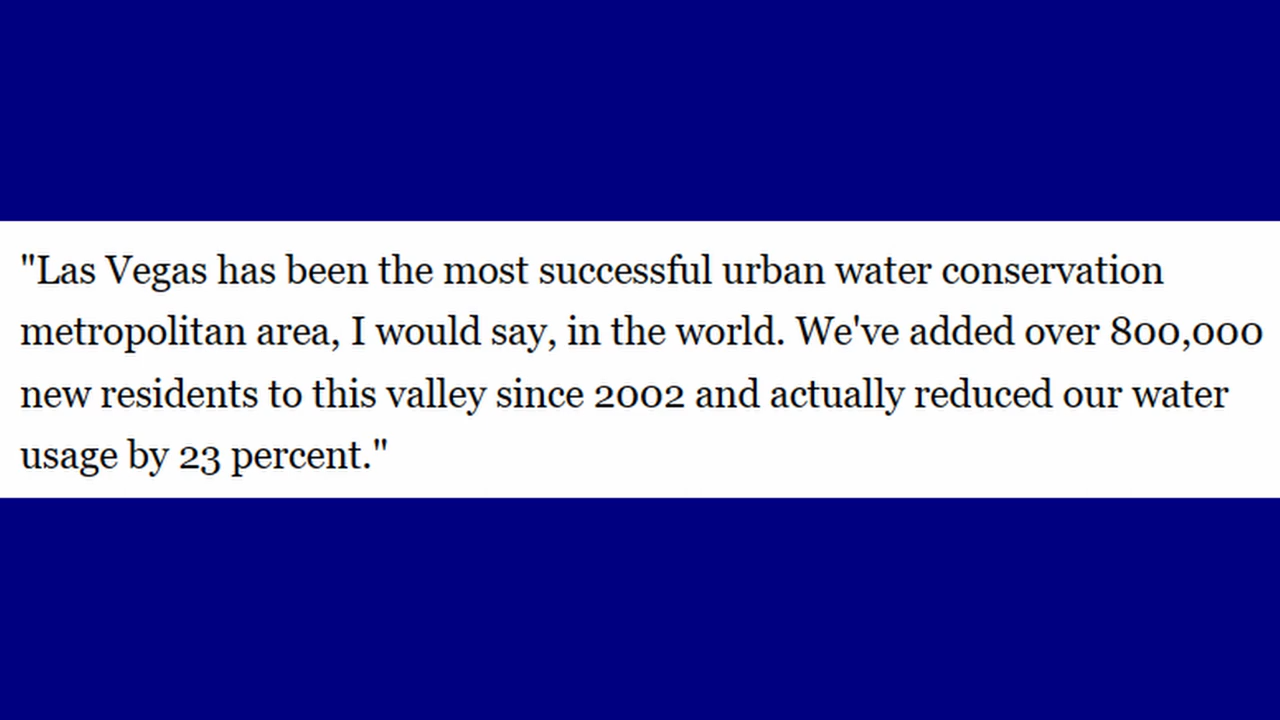 "Las Vegas has been the most successful urban water conservation
metropolitan area, I would say, in the world. We've added over 800,000
new residents to this valley since 2002 and actually reduced our water
usage by 23 percent."